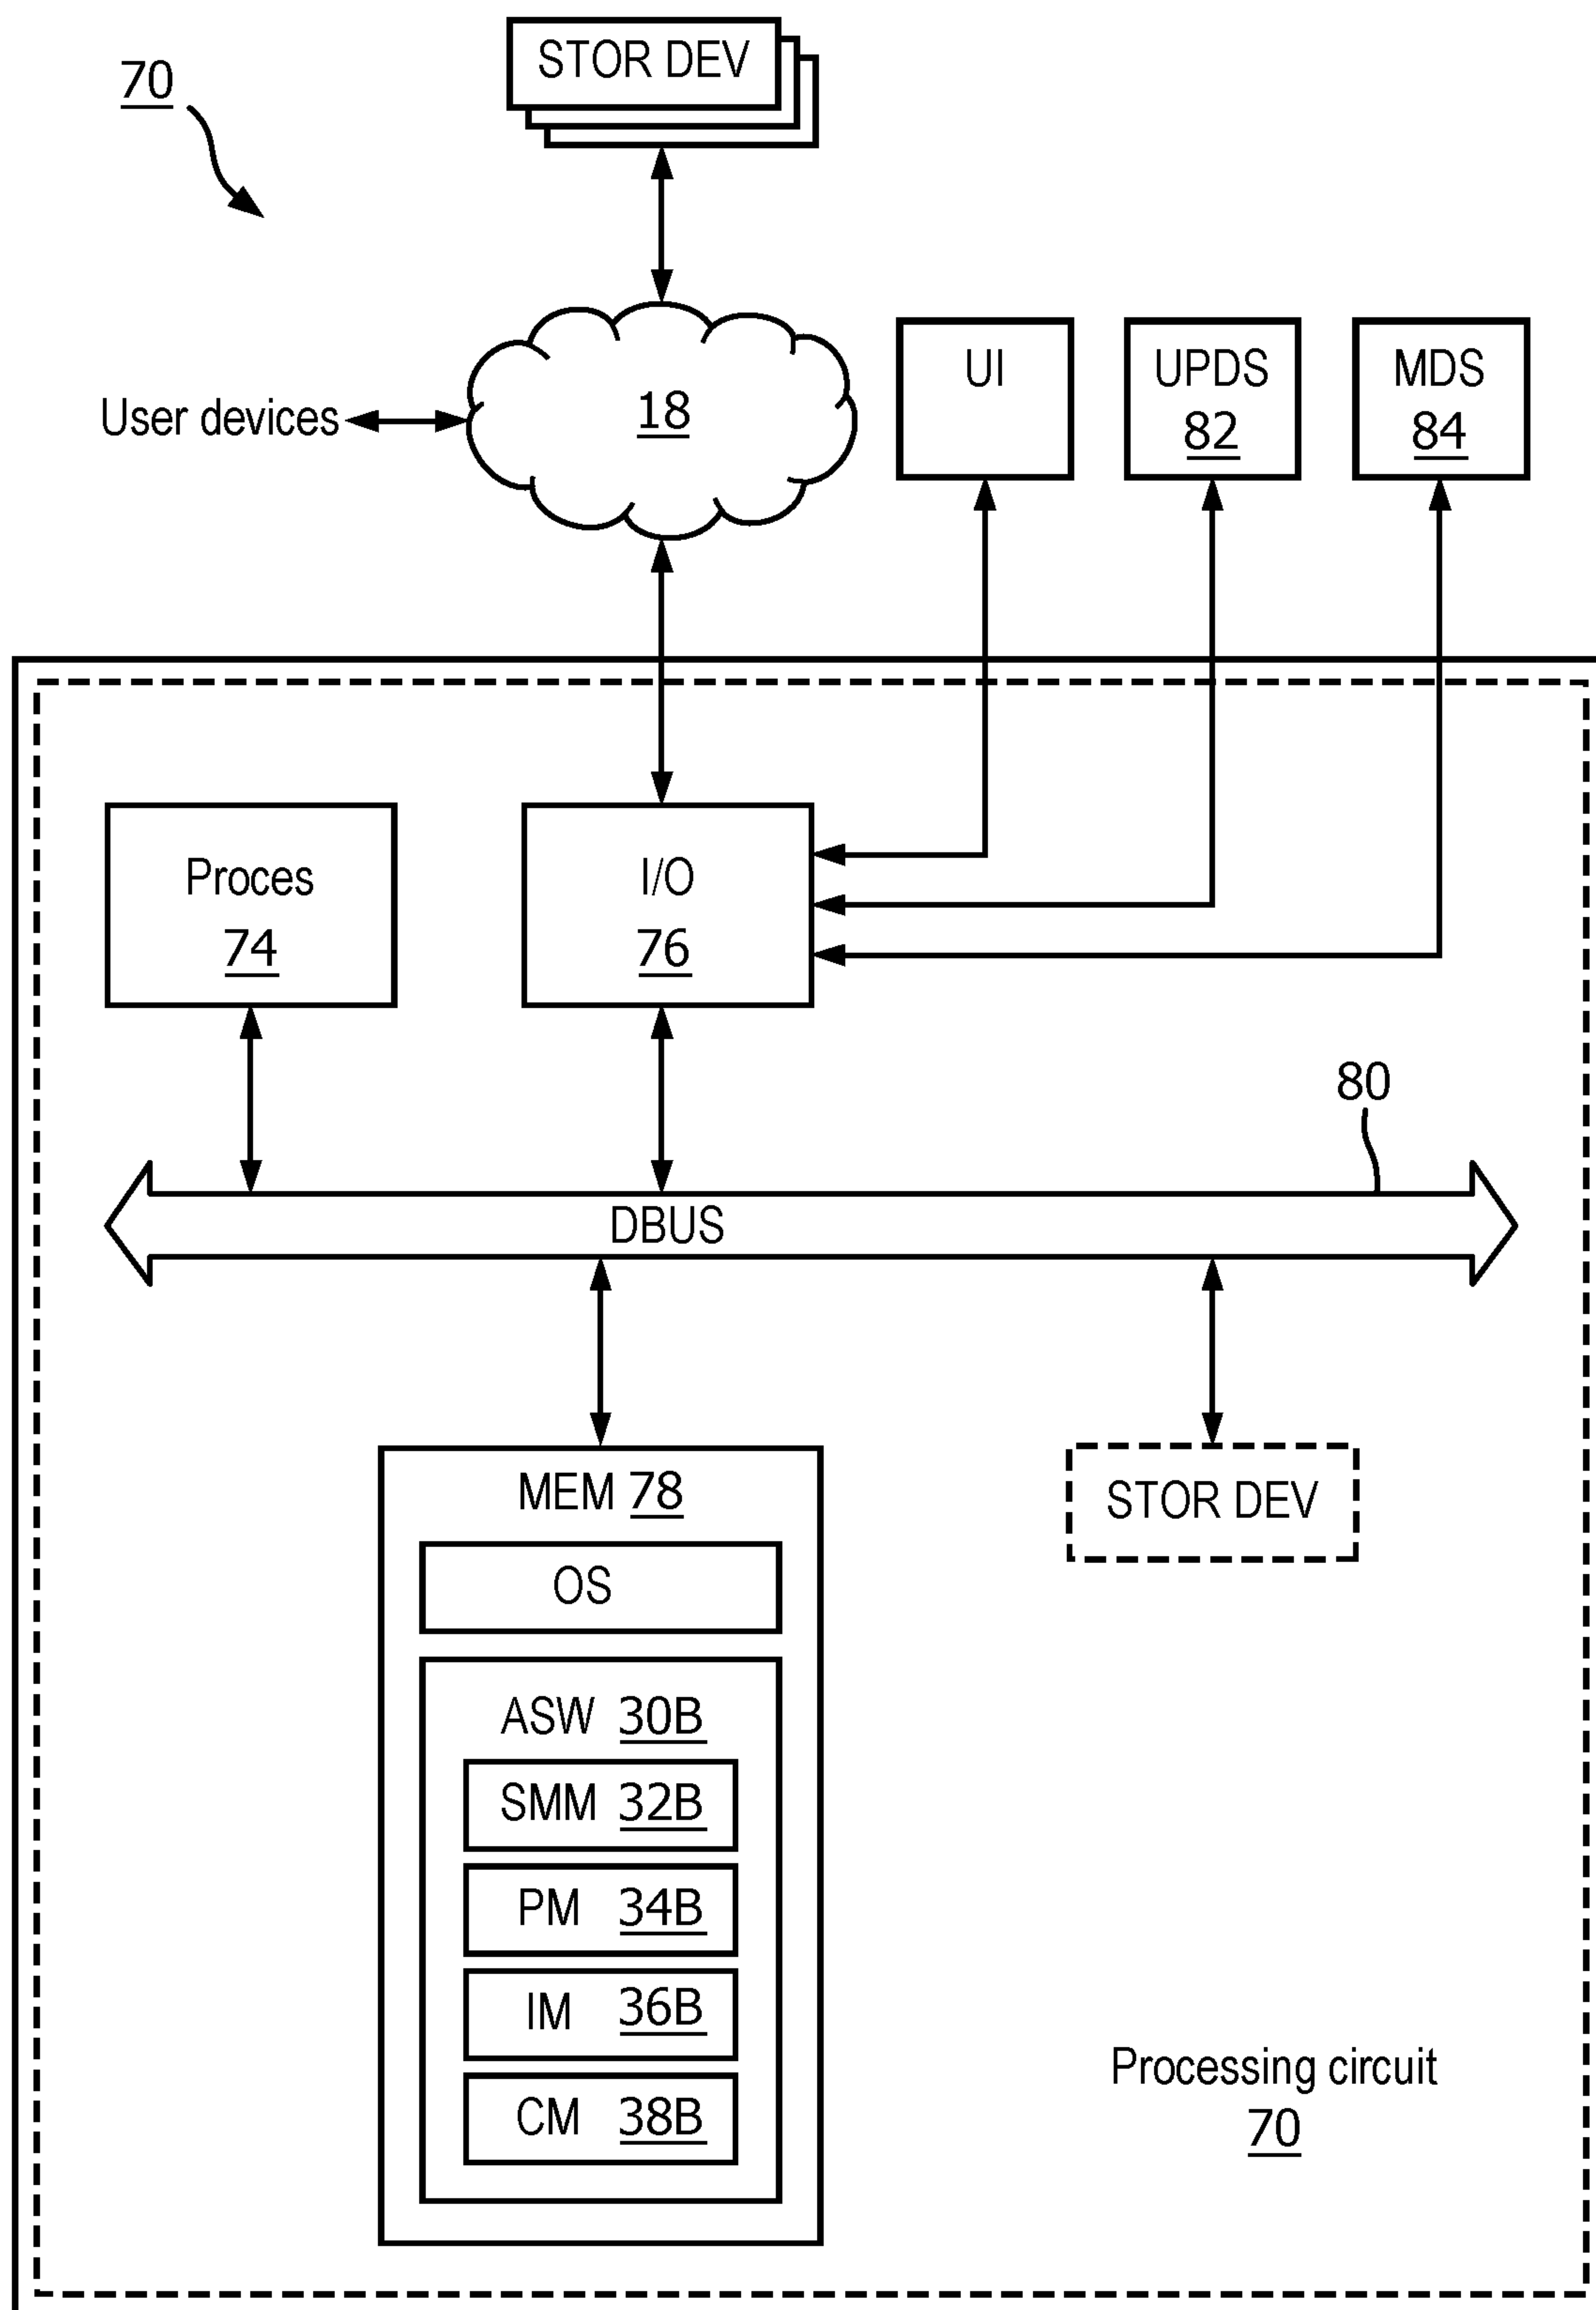 STOR DEV
70
UI
UPDS
82
MDS
84
User devices
18
Proces
74
I/O
76
80
DBUS
MEM 78
STOR DEV
OS
ASW 30B
SMM 32B
PM 34B
IM 36B
CM 38B
Processing circuit
70